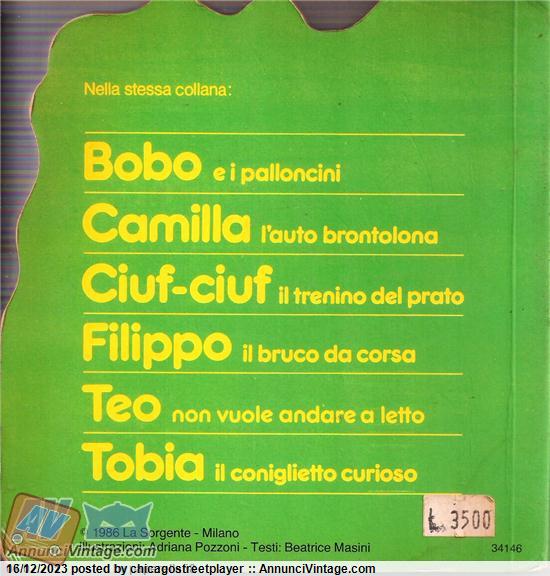 Nella stessa collana:
Bobo e i palloncini
Camilla l'auto brontolona
Ciuf-ciuf il trenino del prato
Filippo il bruco da corsa
Teo non vuole andare a letto
Tobia il coniglietto curioso
L. 3500
© 1986 La Sorgente - Milano
Illustrazioni: Adriana Pozzoni - Testi: Beatrice Masini
34146
AV
AnnunciVintage.com
16/12/2023 posted by chicagostreetplayer :: AnnunciVintage.com